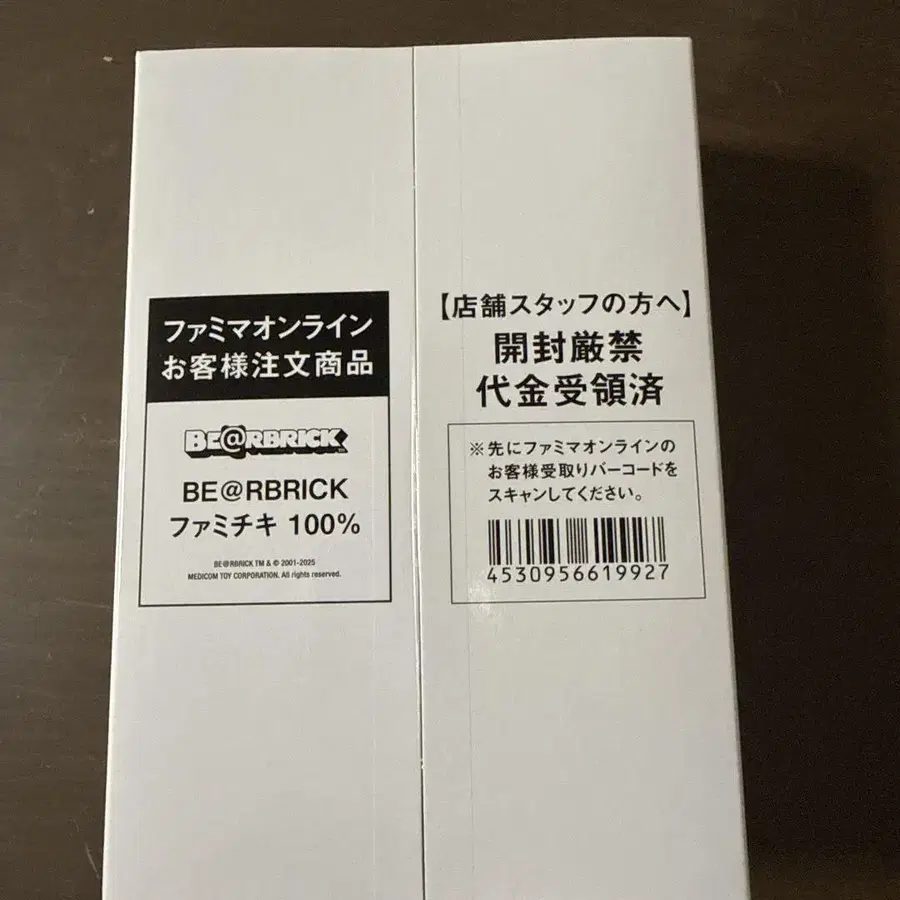 ファミマオンライン
お客様注文商品
BE@RBRICK
BE@RBRICK
ファミチキ 100%
BE@RBRICK TM & © 2001-2025
MEDICOM TOY CORPORATION. All rights reserved.
【店舗スタッフの方へ】
開封厳禁
代金受領済
※先にファミマオンラインの
お客様受取りバーコードを
スキャンしてください。
4530956619927